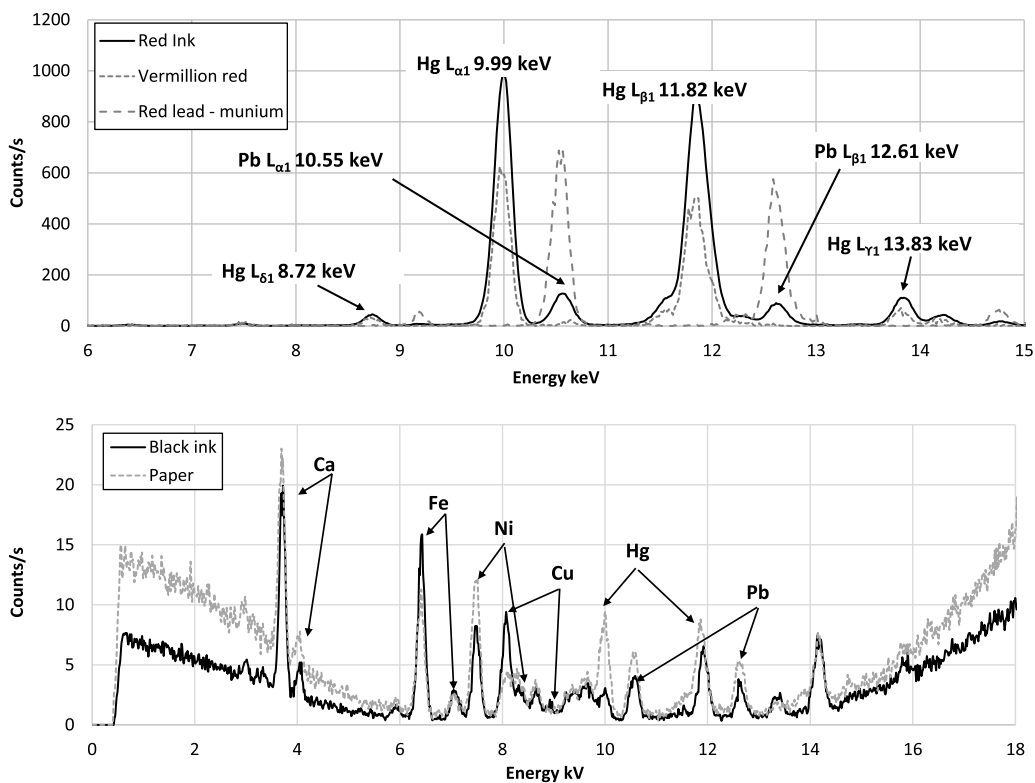 1200
1000
800
600
400
200
0
Counts/s
Red Ink
Vermillion red
Red lead - munium
Hg Lα1 9.99 keV
Hg Lβ1 11.82 keV
Pb Lα1 10.55 keV
Pb Lβ1 12.61 keV
Hg Lγ1 13.83 keV
Hg Lδ1 8.72 keV
6 7 8 9 10 11 12 13 14 15
Energy keV
25
20
15
10
5
0
Counts/s
Black ink
Paper
Ca
Fe
Ni
Cu
Hg
Pb
0 2 4 6 8 10 12 14 16 18
Energy kV